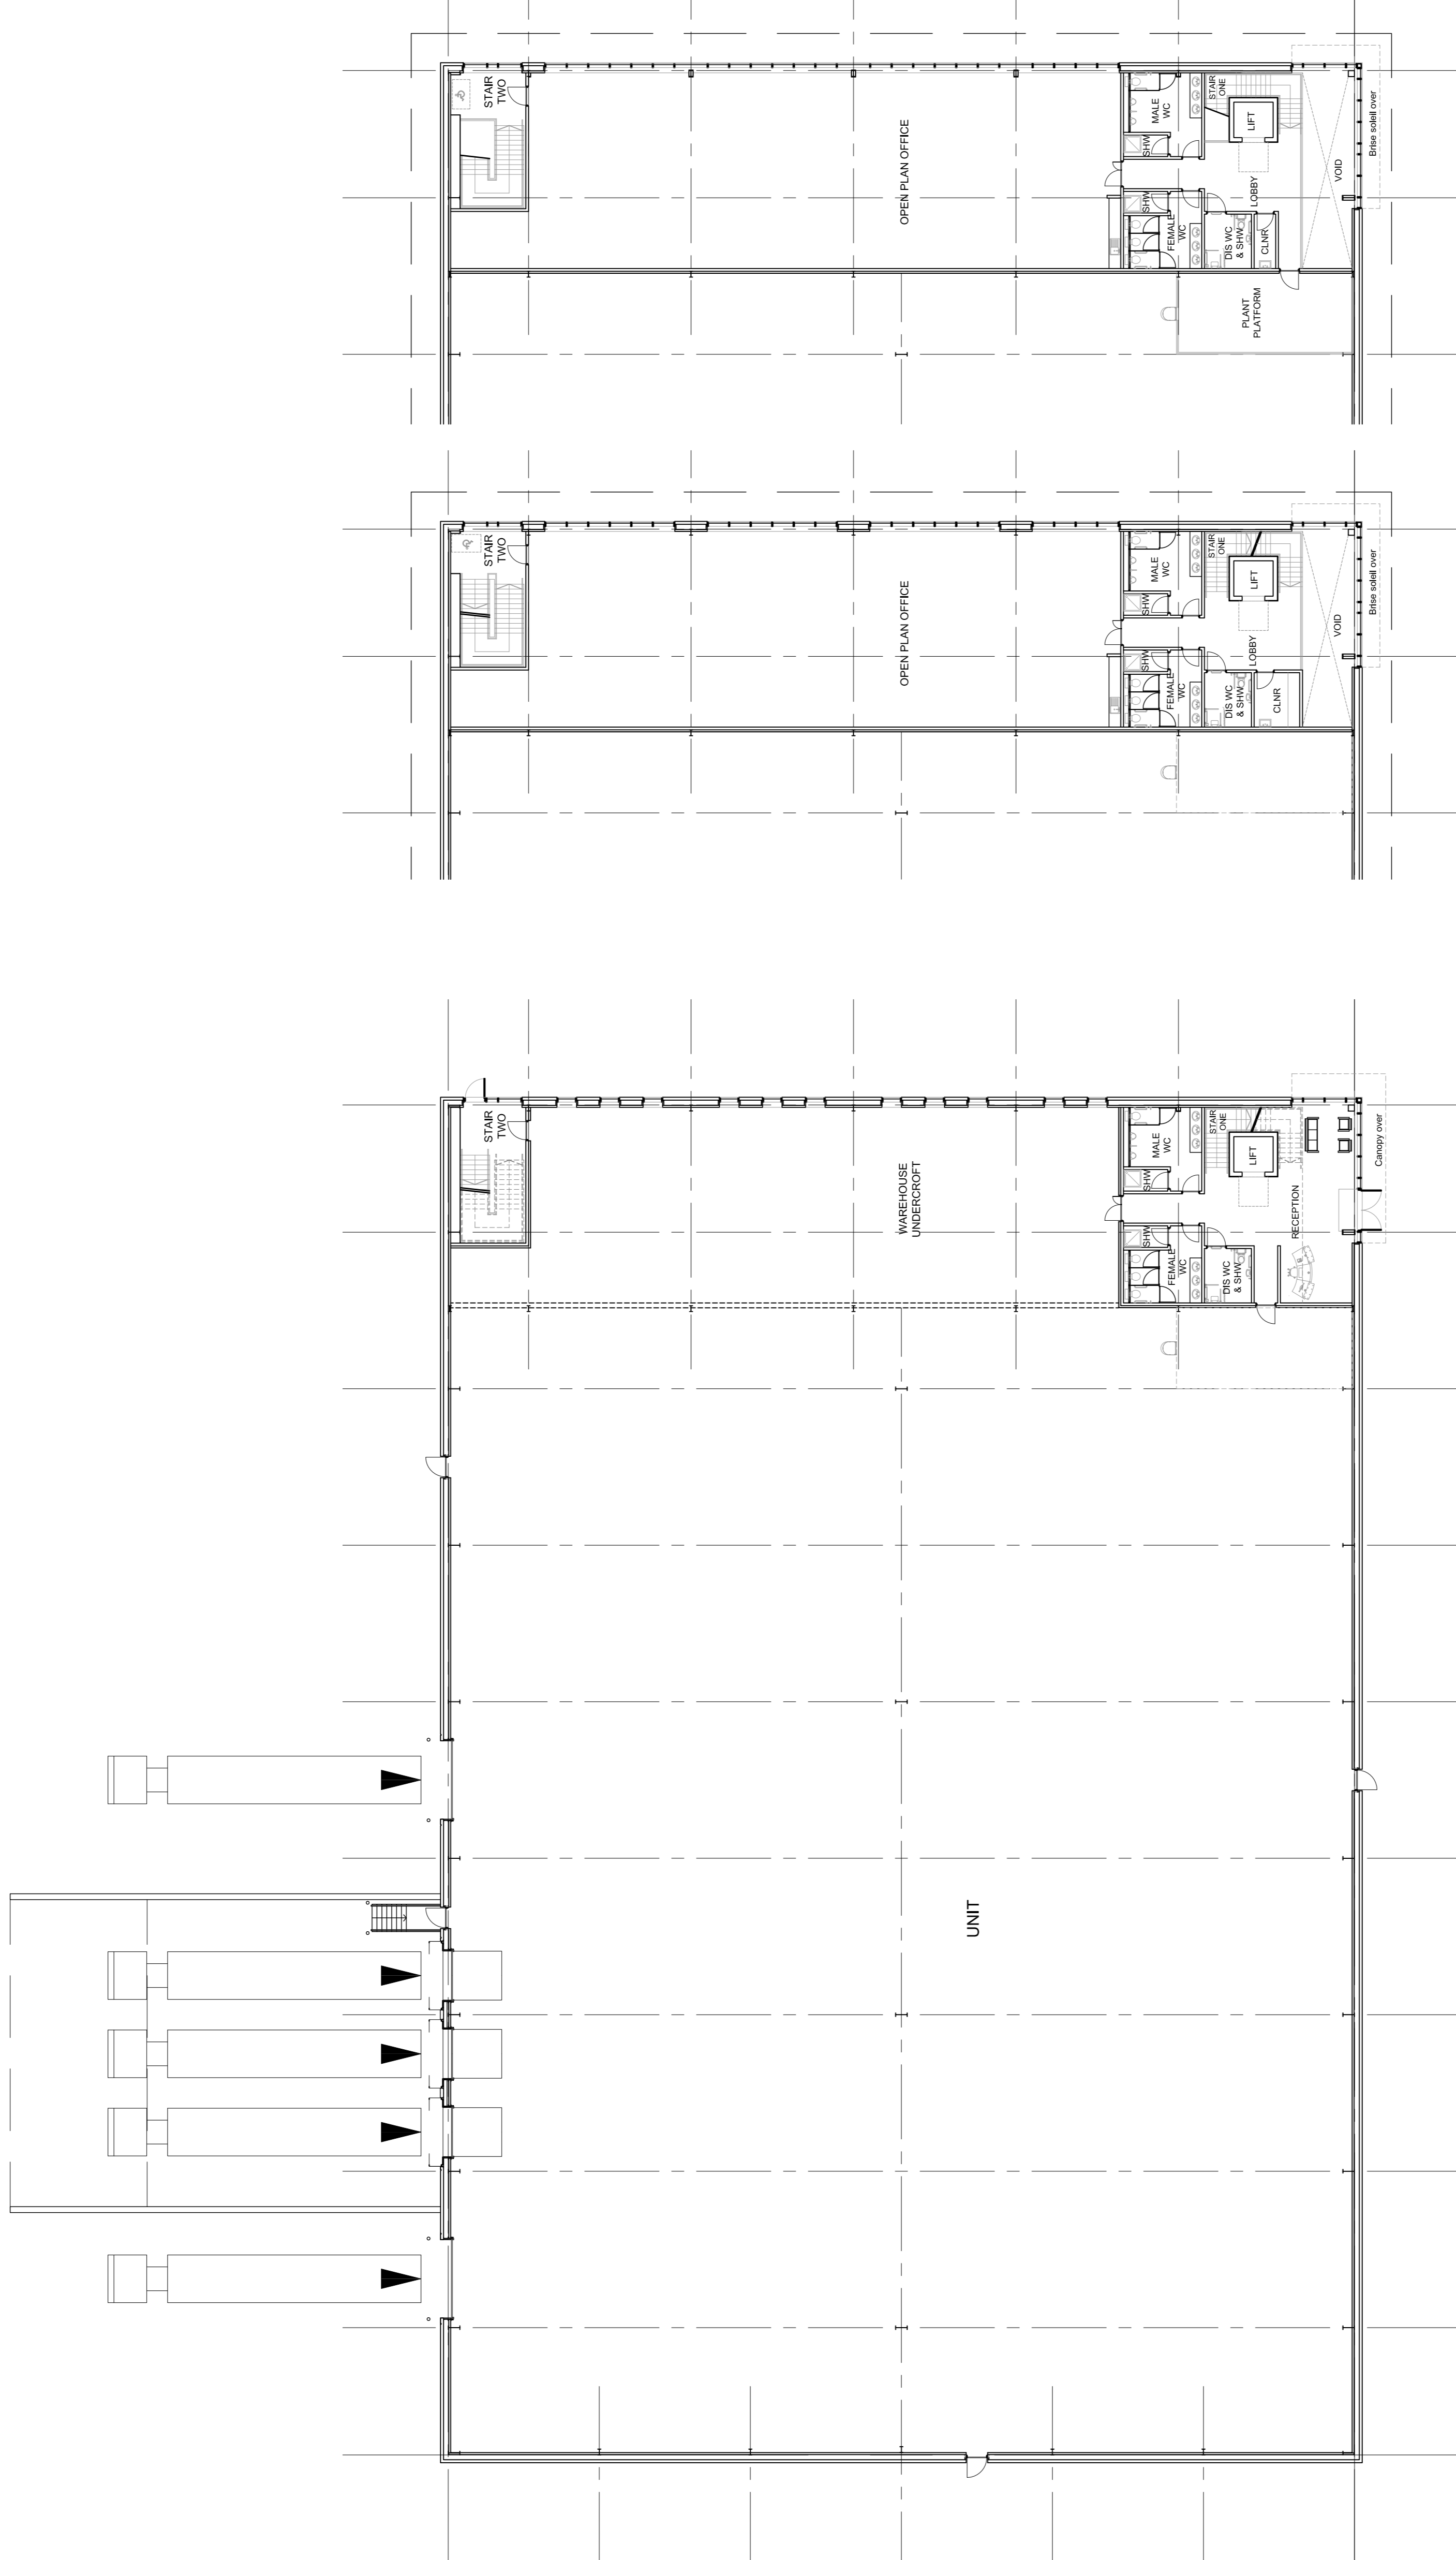 STAIR
TWO
OPEN PLAN OFFICE
MALE
WC
SHW
SHW
FEMALE
WC
STAIR
ONE
LIFT
LOBBY
DIS WC
& SHW
CLNR
VOID
Brise soleil over
PLANT
PLATFORM
STAIR
TWO
OPEN PLAN OFFICE
MALE
WC
SHW
SHW
FEMALE
WC
STAIR
ONE
LIFT
LOBBY
DIS WC
& SHW
CLNR
VOID
Brise soleil over
STAIR
TWO
WAREHOUSE
UNDERCROFT
MALE
WC
SHW
SHW
FEMALE
WC
STAIR
ONE
LIFT
DIS WC
& SHW
RECEPTION
Canopy over
UNIT